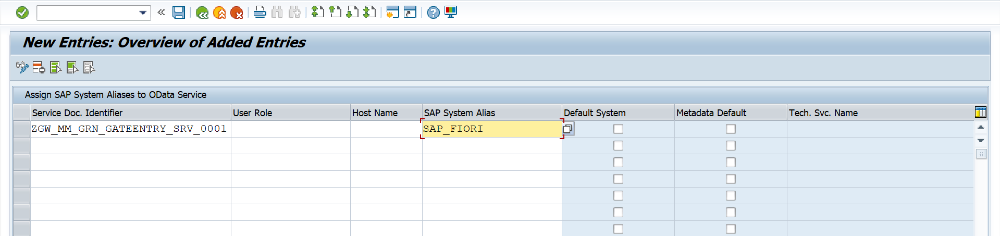 New Entries: Overview of Added Entries
Assign SAP System Aliases to OData Service
Service Doc. Identifier User Role Host Name SAP System Alias Default System Metadata Default Tech. Svc. Name
ZGW_MM_GRN_GATEENTRY_SRV_0001 SAP_FIORI